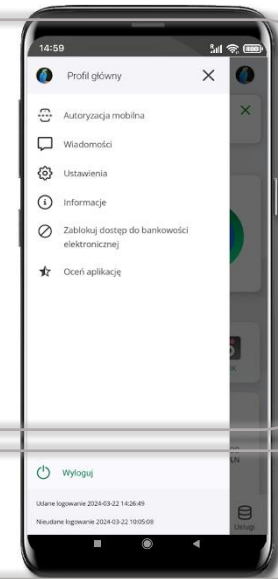 14:59
Profil główny
Autoryzacja mobilna
Wiadomości
Ustawienia
Informacje
Zablokuj dostęp do bankowości
elektronicznej
Oceń aplikację
Wyloguj
Udane logowanie 2024-03-22 14:26:49
Nieudane logowanie 2024-03-22 10:05:08
Usługi